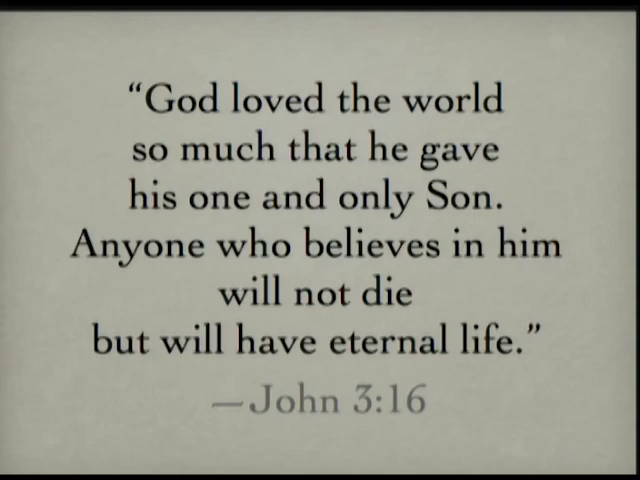 “God loved the world
so much that he gave
his one and only Son.
Anyone who believes in him
will not die
but will have eternal life.”
—John 3:16